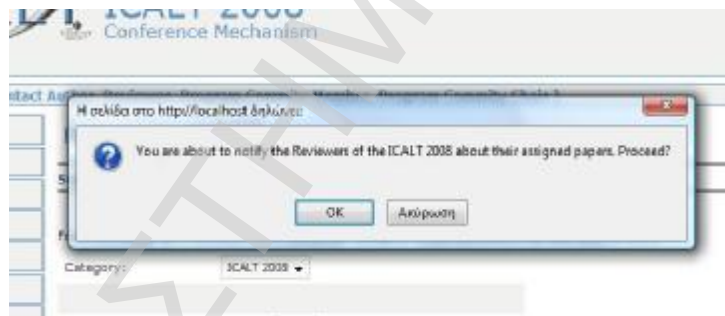 ICALT 2008
Conference Mechanism
Η σελίδα στο http://localhost δηλώνει:
You are about to notify the Reviewers of the ICALT 2008 about their assigned papers. Proceed?
OK
Ακύρωση
Category:
ICALT 2008
ΣΤΗΜ